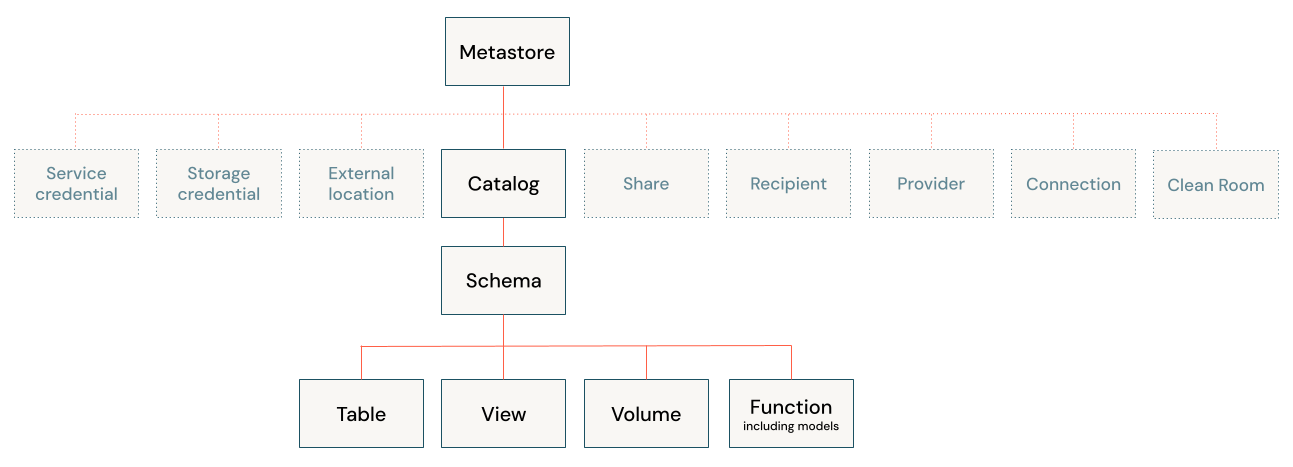 Metastore
Service
credential
Storage
credential
External
location
Catalog
Share
Recipient
Provider
Connection
Clean Room
Schema
Table
View
Volume
Function
including models